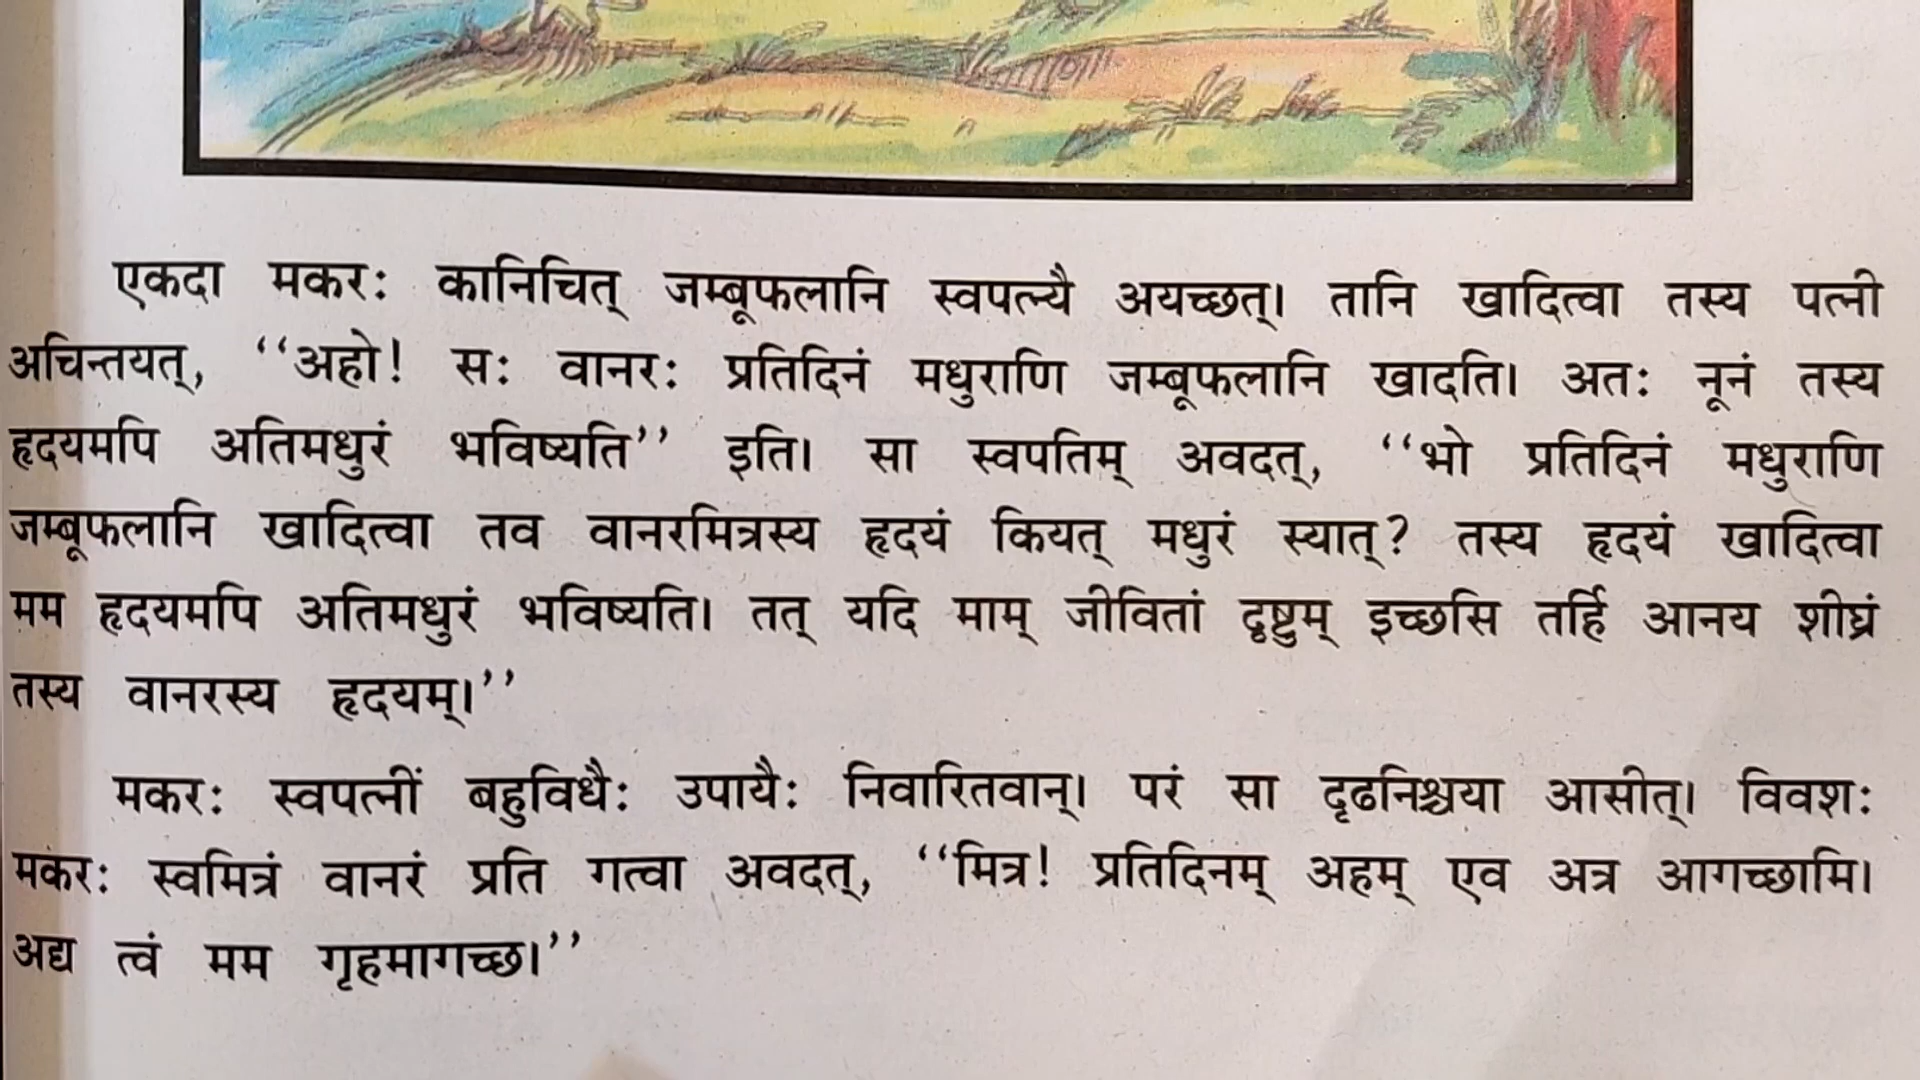 एकदा मकरः कानिचित् जम्बूफलानि स्वपत्न्यै अयच्छत्। तानि खादित्वा तस्य पत्नी
अचिन्तयत्, ‘‘अहो! सः वानरः प्रतिदिनं मधुराणि जम्बूफलानि खादति। अतः नूनं तस्य
हृदयमपि अतिमधुरं भविष्यति’’ इति। सा स्वपतिम् अवदत्, ‘‘भो प्रतिदिनं मधुराणि
जम्बूफलानि खादित्वा तव वानरमित्रस्य हृदयं कियत् मधुरं स्यात्? तस्य हृदयं खादित्वा
मम हृदयमपि अतिमधुरं भविष्यति। तत् यदि माम् जीवितां द्रष्टुम् इच्छसि तर्हि आनय शीघ्रं
तस्य वानरस्य हृदयम्।’’
मकरः स्वपत्नीं बहुविधैः उपायैः निवारितवान्। परं सा दृढनिश्चया आसीत्। विवशः
मकरः स्वमित्रं वानरं प्रति गत्वा अवदत्, ‘‘मित्र! प्रतिदिनम् अहम् एव अत्र आगच्छामि।
अद्य त्वं मम गृहमागच्छ।’’